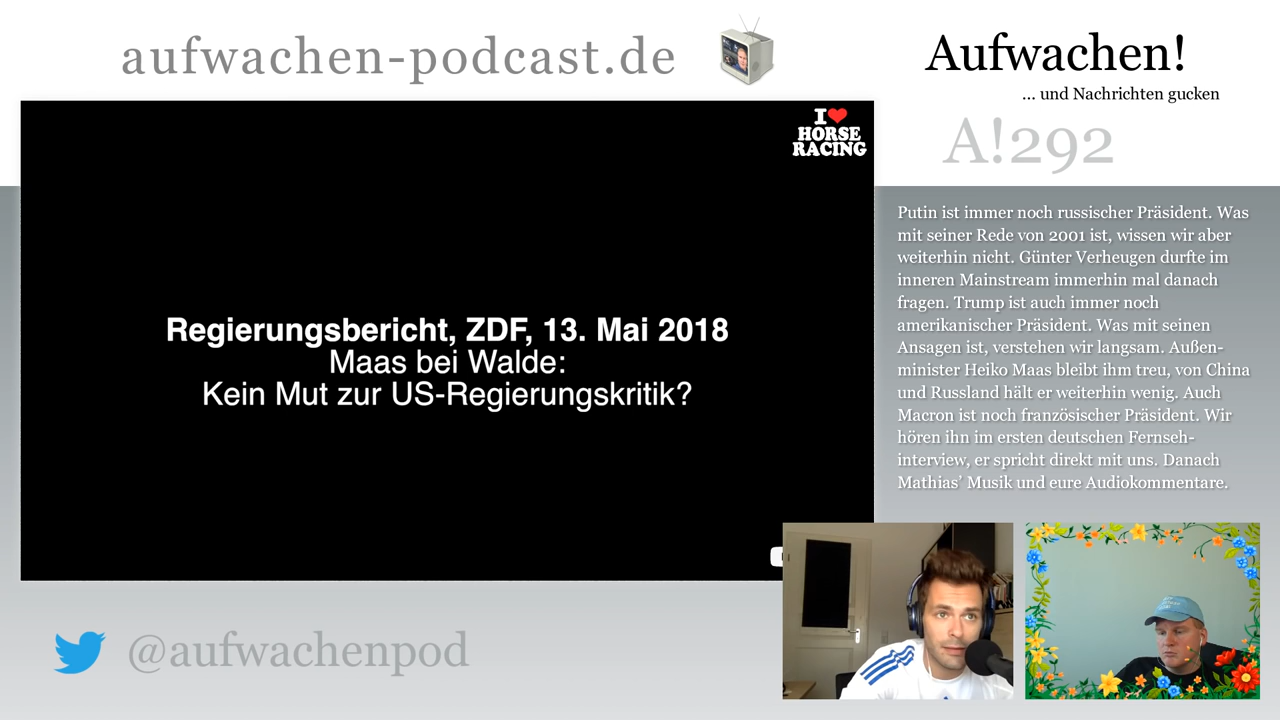 aufwachen-podcast.de
Aufwachen!
... und Nachrichten gucken
A!292
I
HORSE
RACING
Regierungsbericht, ZDF, 13. Mai 2018
Maas bei Walde:
Kein Mut zur US-Regierungskritik?
Putin ist immer noch russischer Präsident. Was
mit seiner Rede von 2001 ist, wissen wir aber
weiterhin nicht. Günter Verheugen durfte im
inneren Mainstream immerhin mal danach
fragen. Trump ist auch immer noch
amerikanischer Präsident. Was mit seinen
Ansagen ist, verstehen wir langsam. Außen-
minister Heiko Maas bleibt ihm treu, von China
und Russland hält er weiterhin wenig. Auch
Macron ist noch französischer Präsident. Wir
hören ihn im ersten deutschen Fernseh-
interview, er spricht direkt mit uns. Danach
Mathias’ Musik und eure Audiokommentare.
@aufwachenpod